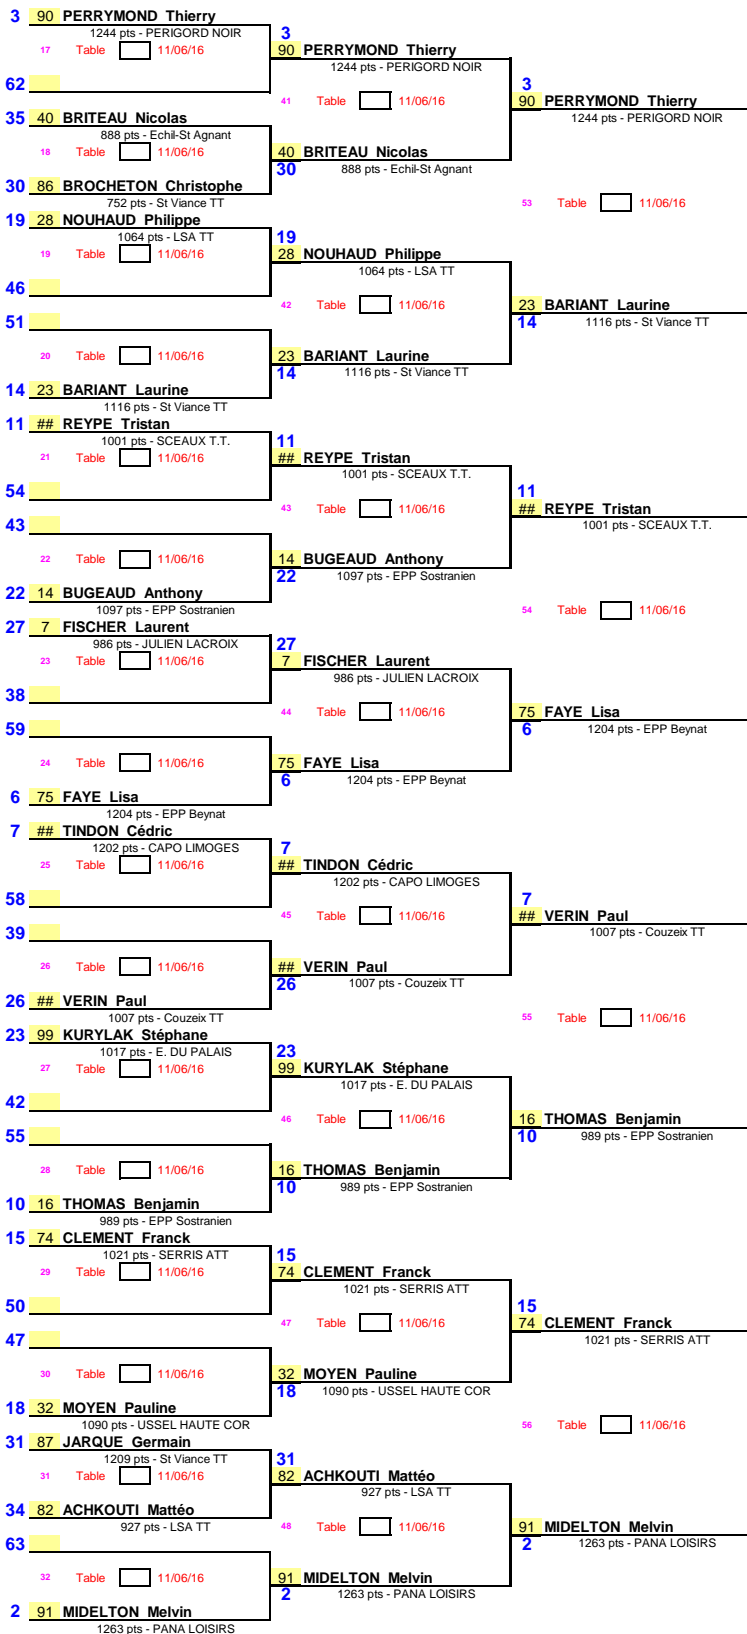 3 90 PERRYMOND Thierry
1244 pts - PERIGORD NOIR
17 Table 11/06/16
62
35 40 BRITEAU Nicolas
888 pts - Echil-St Agnant
18 Table 11/06/16
30 86 BROCHETON Christophe
752 pts - St Viance TT
19 28 NOUHAUD Philippe
1064 pts - LSA TT
19 Table 11/06/16
46
51
20 Table 11/06/16
14 23 BARIANT Laurine
1116 pts - St Viance TT
11 ## REYPE Tristan
1001 pts - SCEAUX T.T.
21 Table 11/06/16
54
43
22 Table 11/06/16
22 14 BUGEAUD Anthony
1097 pts - EPP Sostranien
27 7 FISCHER Laurent
986 pts - JULIEN LACROIX
23 Table 11/06/16
38
59
24 Table 11/06/16
6 75 FAYE Lisa
1204 pts - EPP Beynat
7 ## TINDON Cédric
1202 pts - CAPO LIMOGES
25 Table 11/06/16
58
39
26 Table 11/06/16
26 ## VERIN Paul
1007 pts - Couzeix TT
23 99 KURYLAK Stéphane
1017 pts - E. DU PALAIS
27 Table 11/06/16
42
55
28 Table 11/06/16
10 16 THOMAS Benjamin
989 pts - EPP Sostranien
15 74 CLEMENT Franck
1021 pts - SERRIS ATT
29 Table 11/06/16
50
47
30 Table 11/06/16
18 32 MOYEN Pauline
1090 pts - USSEL HAUTE COR
31 87 JARQUE Germain
1209 pts - St Viance TT
31 Table 11/06/16
34 82 ACHKOUTI Mattéo
927 pts - LSA TT
63
32 Table 11/06/16
2 91 MIDELTON Melvin
1263 pts - PANA LOISIRS
3
90 PERRYMOND Thierry
1244 pts - PERIGORD NOIR
41 Table 11/06/16
40 BRITEAU Nicolas
30 888 pts - Echil-St Agnant
19
28 NOUHAUD Philippe
1064 pts - LSA TT
42 Table 11/06/16
23 BARIANT Laurine
14 1116 pts - St Viance TT
11
## REYPE Tristan
1001 pts - SCEAUX T.T.
43 Table 11/06/16
14 BUGEAUD Anthony
22 1097 pts - EPP Sostranien
27
7 FISCHER Laurent
986 pts - JULIEN LACROIX
44 Table 11/06/16
75 FAYE Lisa
6 1204 pts - EPP Beynat
7
## TINDON Cédric
1202 pts - CAPO LIMOGES
45 Table 11/06/16
## VERIN Paul
26 1007 pts - Couzeix TT
23
99 KURYLAK Stéphane
1017 pts - E. DU PALAIS
46 Table 11/06/16
16 THOMAS Benjamin
10 989 pts - EPP Sostranien
15
74 CLEMENT Franck
1021 pts - SERRIS ATT
47 Table 11/06/16
32 MOYEN Pauline
18 1090 pts - USSEL HAUTE COR
31
82 ACHKOUTI Mattéo
927 pts - LSA TT
48 Table 11/06/16
91 MIDELTON Melvin
2 1263 pts - PANA LOISIRS
3
90 PERRYMOND Thierry
1244 pts - PERIGORD NOIR
53 Table 11/06/16
23 BARIANT Laurine
14 1116 pts - St Viance TT
11
## REYPE Tristan
1001 pts - SCEAUX T.T.
54 Table 11/06/16
75 FAYE Lisa
6 1204 pts - EPP Beynat
7
## VERIN Paul
1007 pts - Couzeix TT
55 Table 11/06/16
16 THOMAS Benjamin
10 989 pts - EPP Sostranien
15
74 CLEMENT Franck
1021 pts - SERRIS ATT
56 Table 11/06/16
91 MIDELTON Melvin
2 1263 pts - PANA LOISIRS